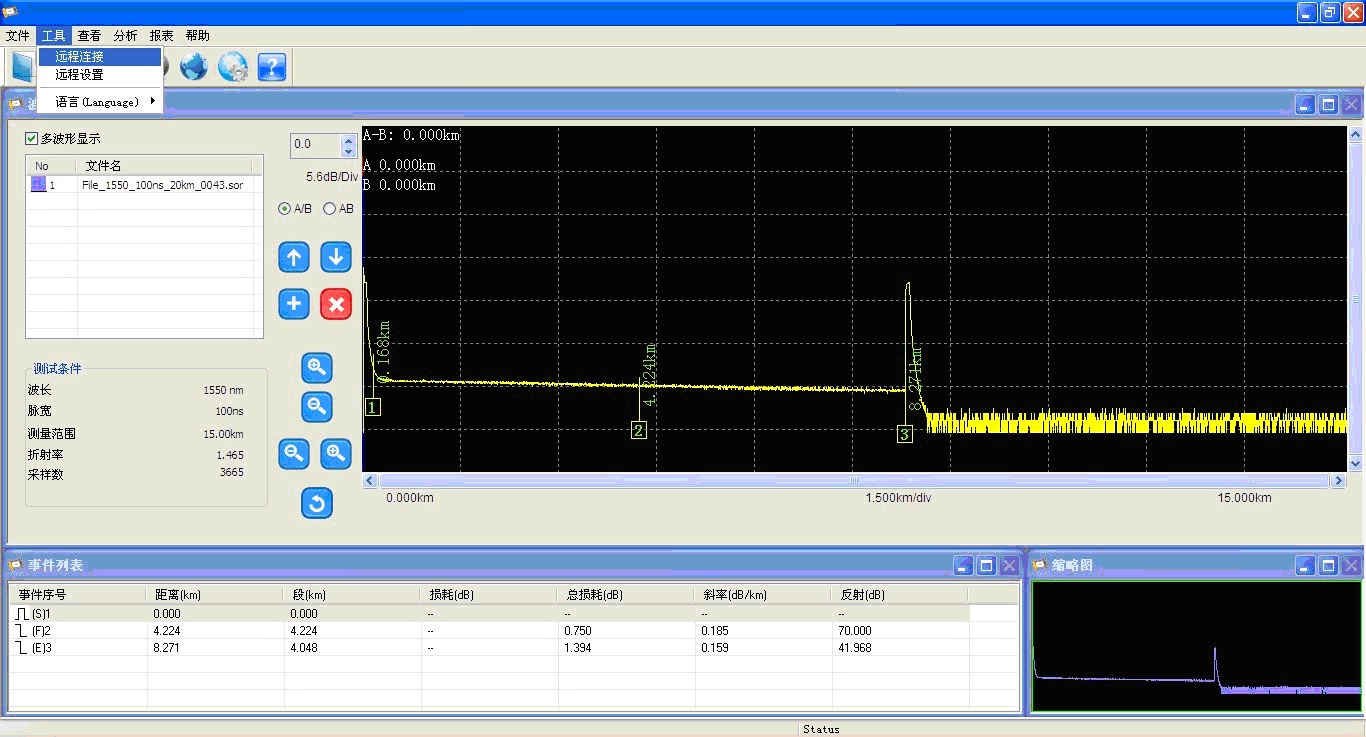 文件 工具 查看 分析 报表 帮助
远程连接
远程设置
语言(Language)
多波形显示
No 文件名
1 File_1550_100ns_20km_0043.sor
0.0
5.6dB/Div
A/B AB
A-B: 0.000km
A 0.000km
B 0.000km
0.168km
4.224km
8.271km
1
2
3
0.000km 1.500km/div 15.000km
测试条件
波长 1550 nm
脉宽 100ns
测量范围 15.00km
折射率 1.465
采样数 3665
事件列表
事件序号 距离(km) 段(km) 损耗(dB) 总损耗(dB) 斜率(dB/km) 反射(dB)
(S)1 0.000 0.000 -- -- -- --
(F)2 4.224 4.224 -- 0.750 0.185 70.000
(E)3 8.271 4.048 -- 1.394 0.159 41.968
缩略图
Status